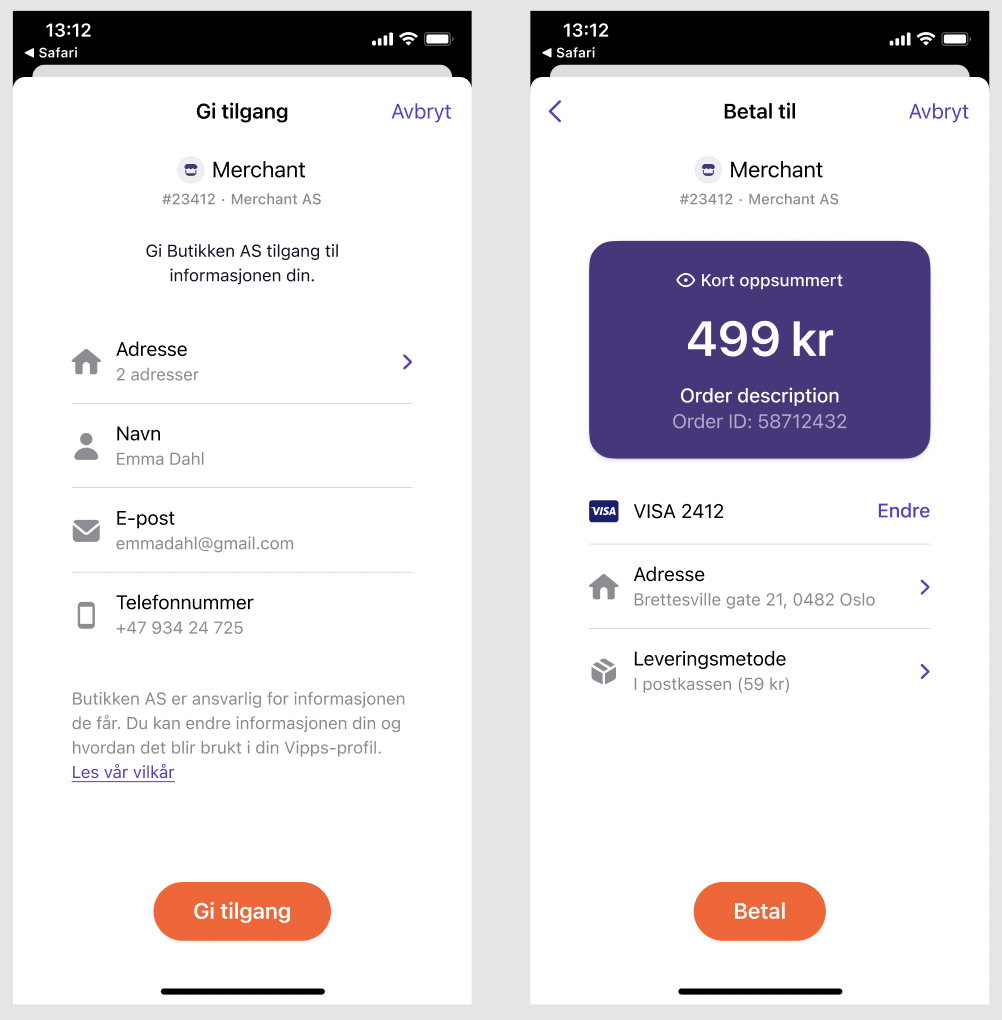 13:12
◀ Safari
Gi tilgang
Avbryt
Merchant
#23412 · Merchant AS
Gi Butikken AS tilgang til
informasjonen din.
Adresse
2 adresser
Navn
Emma Dahl
E-post
emmadahl@gmail.com
Telefonnummer
+47 934 24 725
Butikken AS er ansvarlig for informasjonen
de får. Du kan endre informasjonen din og
hvordan det blir brukt i din Vipps-profil.
Les vår vilkår
Gi tilgang
13:12
◀ Safari
Betal til
Avbryt
Merchant
#23412 · Merchant AS
Kort oppsummert
499 kr
Order description
Order ID: 58712432
VISA
VISA 2412
Endre
Adresse
Brettesville gate 21, 0482 Oslo
Leveringsmetode
I postkassen (59 kr)
Betal